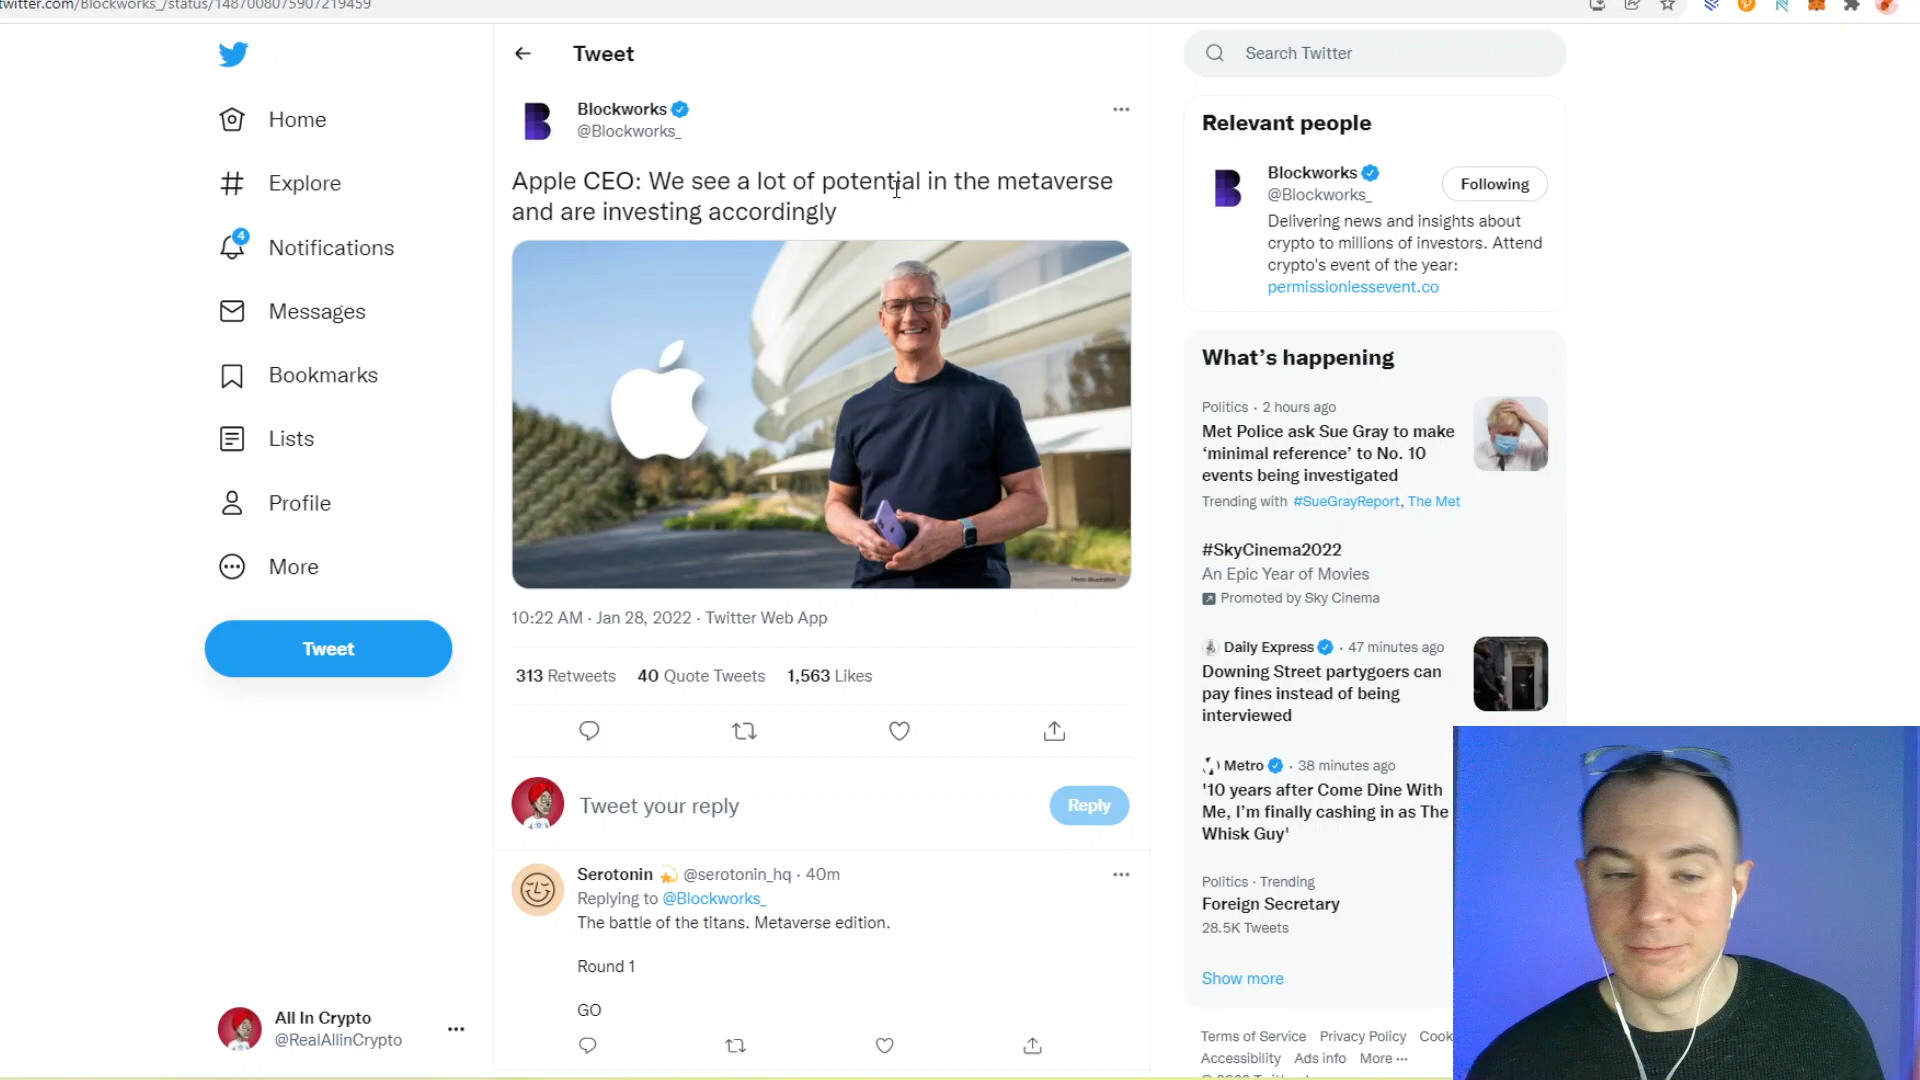 twitter.com/Blockworks_/status/1487008075907219459
Home
Explore
4
Notifications
Messages
Bookmarks
Lists
Profile
More
Tweet
All In Crypto
@RealAllinCrypto
Tweet
Blockworks
@Blockworks_
Apple CEO: We see a lot of potential in the metaverse
and are investing accordingly
Photo Illustration
10:22 AM · Jan 28, 2022 · Twitter Web App
313 Retweets 40 Quote Tweets 1,563 Likes
Tweet your reply
Reply
Serotonin @serotonin_hq · 40m
Replying to @Blockworks_
The battle of the titans. Metaverse edition.
Round 1
GO
Search Twitter
Relevant people
Blockworks
@Blockworks_
Following
Delivering news and insights about
crypto to millions of investors. Attend
crypto's event of the year:
permissionlessevent.co
What's happening
Politics · 2 hours ago
Met Police ask Sue Gray to make
‘minimal reference’ to No. 10
events being investigated
Trending with #SueGrayReport, The Met
#SkyCinema2022
An Epic Year of Movies
Promoted by Sky Cinema
Daily Express · 47 minutes ago
Downing Street partygoers can
pay fines instead of being
interviewed
Metro · 38 minutes ago
'10 years after Come Dine With
Me, I'm finally cashing in as The
Whisk Guy'
Politics · Trending
Foreign Secretary
28.5K Tweets
Show more
Terms of Service Privacy Policy Cook
Accessibility Ads info More